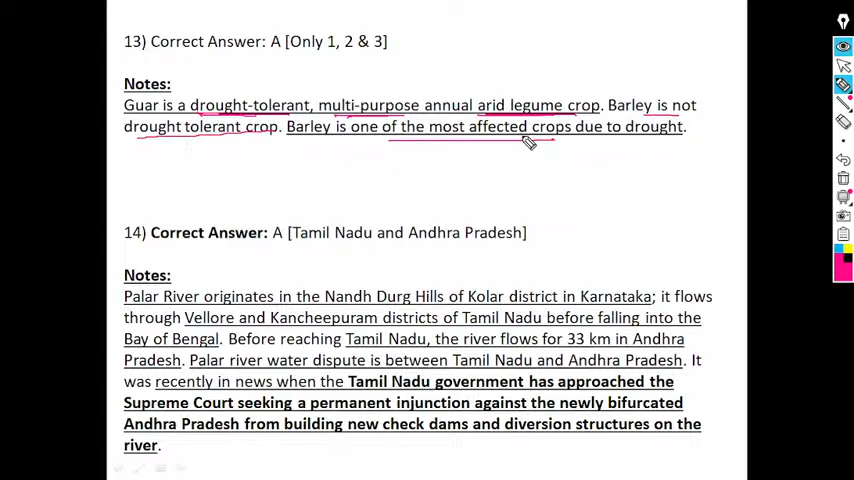 13) Correct Answer: A [Only 1, 2 & 3]
Notes:
Guar is a drought-tolerant, multi-purpose annual arid legume crop. Barley is not
drought tolerant crop. Barley is one of the most affected crops due to drought.
14) Correct Answer: A [Tamil Nadu and Andhra Pradesh]
Notes:
Palar River originates in the Nandh Durg Hills of Kolar district in Karnataka; it flows
through Vellore and Kancheepuram districts of Tamil Nadu before falling into the
Bay of Bengal. Before reaching Tamil Nadu, the river flows for 33 km in Andhra
Pradesh. Palar river water dispute is between Tamil Nadu and Andhra Pradesh. It
was recently in news when the Tamil Nadu government has approached the
Supreme Court seeking a permanent injunction against the newly bifurcated
Andhra Pradesh from building new check dams and diversion structures on the
river.